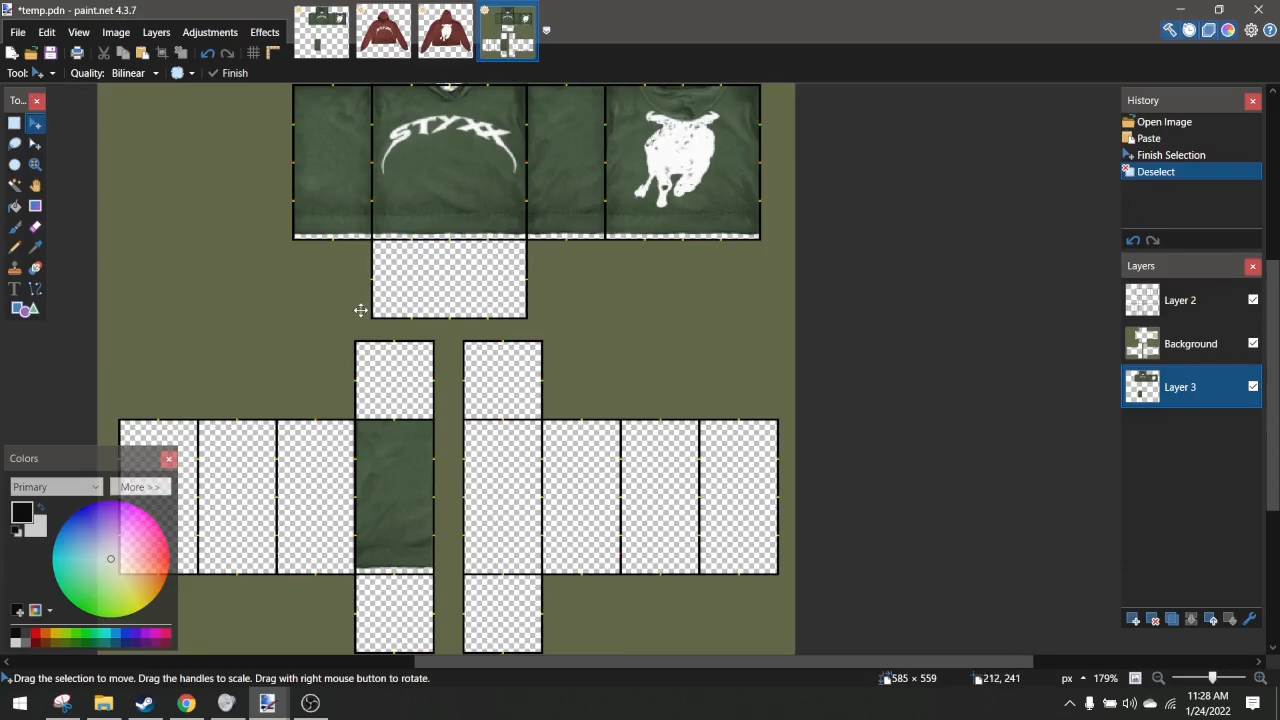 *temp.pdn - paint.net 4.3.7
File Edit View Image Layers Adjustments Effects
Tool: Quality: Bilinear Finish
To...
STYXX
History
Open Image
Paste
Finish Selection
Deselect
Layers
Layer 2
Background
Layer 3
Colors
Primary
More >>
Drag the selection to move. Drag the handles to scale. Drag with right mouse button to rotate.
585 × 559
212, 241
px
179%
11:28 AM
1/24/2022